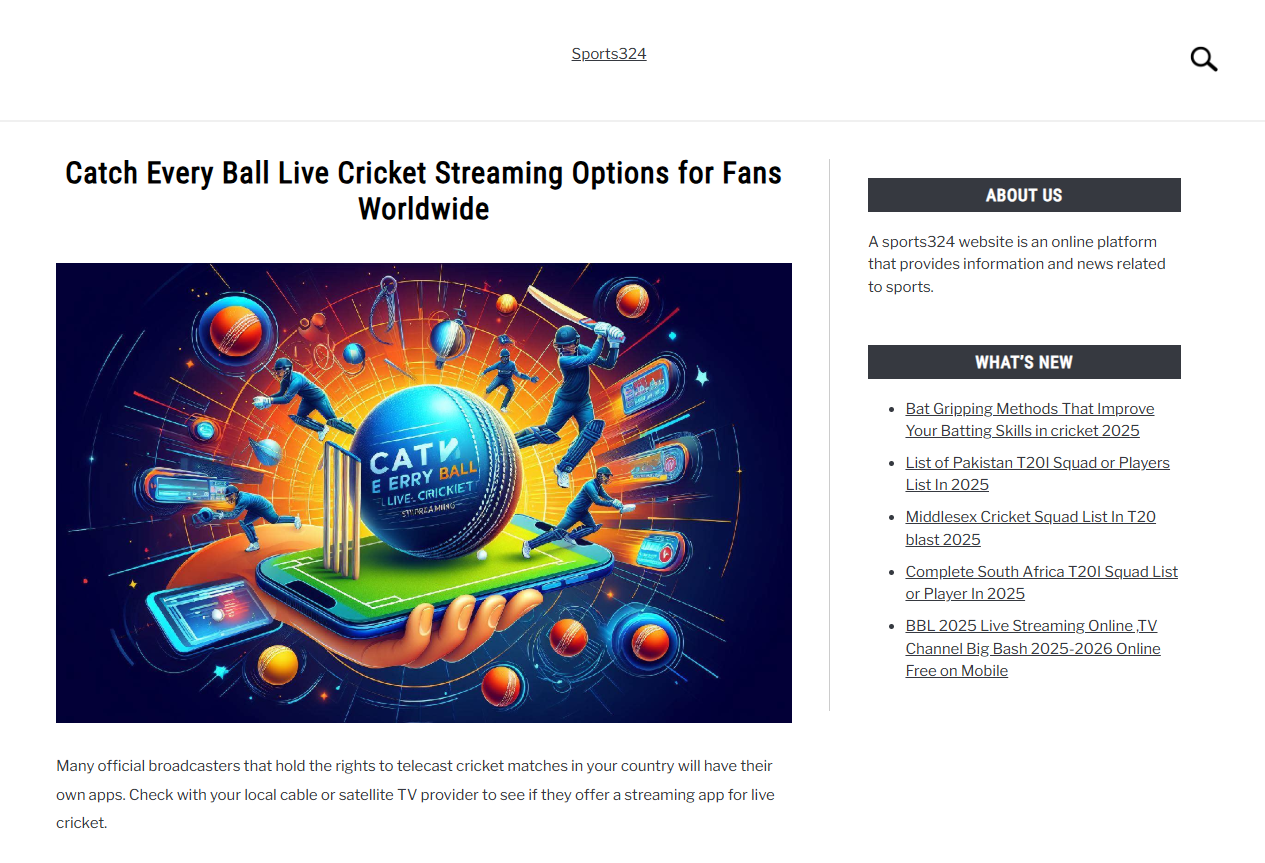 Sports324
Catch Every Ball Live Cricket Streaming Options for Fans
Worldwide
CATN
E ERRY BALL
LIVE. CIRICKIET
STPREAMING
Many official broadcasters that hold the rights to telecast cricket matches in your country will have their
own apps. Check with your local cable or satellite TV provider to see if they offer a streaming app for live
cricket.
ABOUT US
A sports324 website is an online platform
that provides information and news related
to sports.
WHAT'S NEW
Bat Gripping Methods That Improve
Your Batting Skills in cricket 2025
List of Pakistan T20I Squad or Players
List In 2025
Middlesex Cricket Squad List In T20
blast 2025
Complete South Africa T20I Squad List
or Player In 2025
BBL 2025 Live Streaming Online ,TV
Channel Big Bash 2025-2026 Online
Free on Mobile